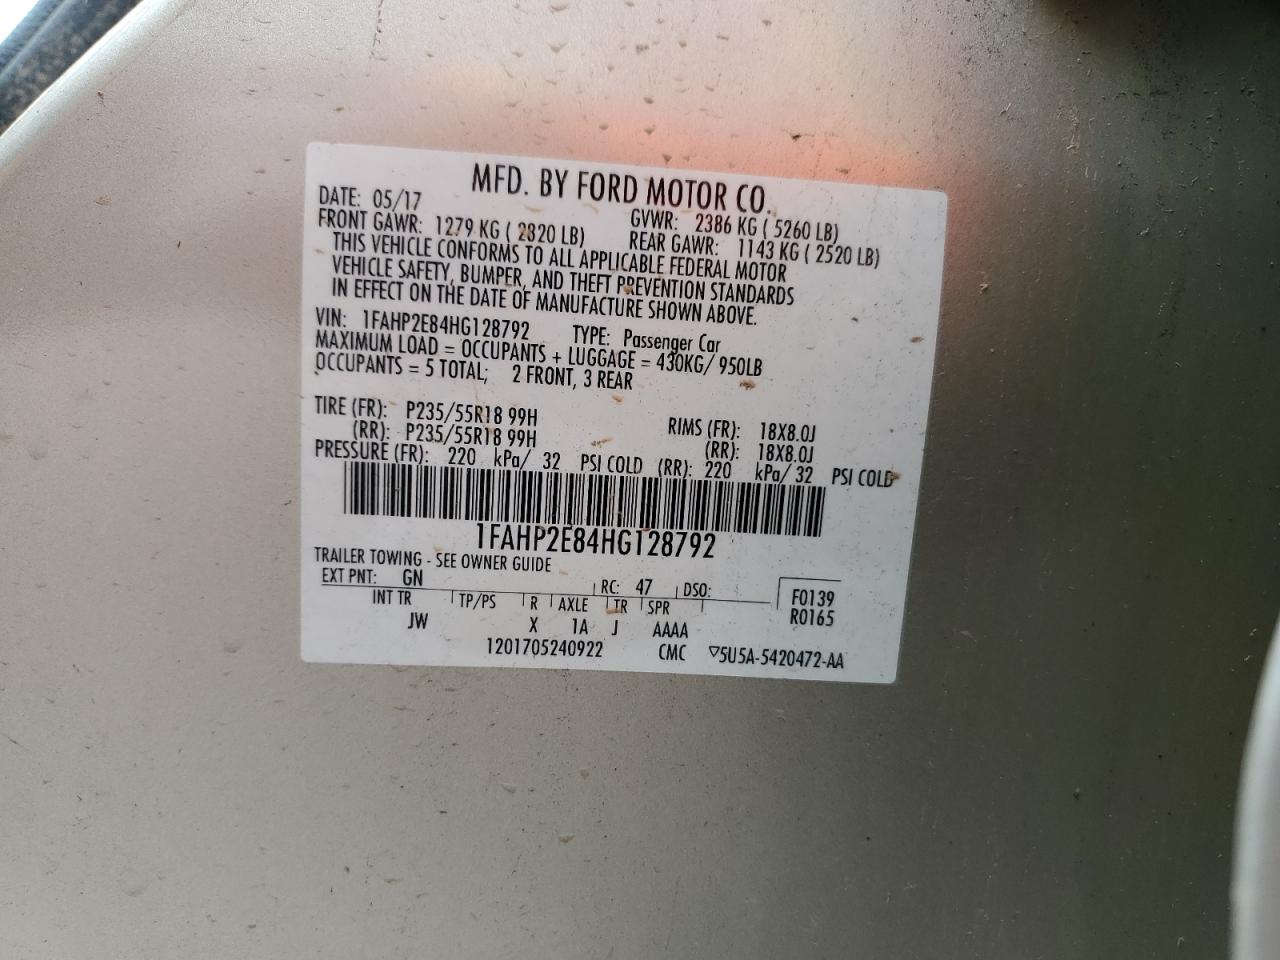 MFD. BY FORD MOTOR CO.
DATE: 05/17 GVWR: 2386 KG ( 5260 LB)
FRONT GAWR: 1279 KG ( 2820 LB) REAR GAWR: 1143 KG ( 2520 LB)
THIS VEHICLE CONFORMS TO ALL APPLICABLE FEDERAL MOTOR
VEHICLE SAFETY, BUMPER, AND THEFT PREVENTION STANDARDS
IN EFFECT ON THE DATE OF MANUFACTURE SHOWN ABOVE.
VIN: 1FAHP2E84HG128792 TYPE: Passenger Car
MAXIMUM LOAD = OCCUPANTS + LUGGAGE = 430KG/ 950LB
OCCUPANTS = 5 TOTAL; 2 FRONT, 3 REAR
TIRE (FR): P235/55R18 99H RIMS (FR): 18X8.0J
(RR): P235/55R18 99H (RR): 18X8.0J
PRESSURE (FR): 220 kPa/ 32 PSI COLD (RR): 220 kPa/ 32 PSI COLD
1FAHP2E84HG128792
TRAILER TOWING - SEE OWNER GUIDE
EXT PNT: GN RC: 47 DSO: F0139
INT TR TP/PS R AXLE TR SPR R0165
JW X 1A J AAAA
1201705240922 CMC ▽5U5A-5420472-AA